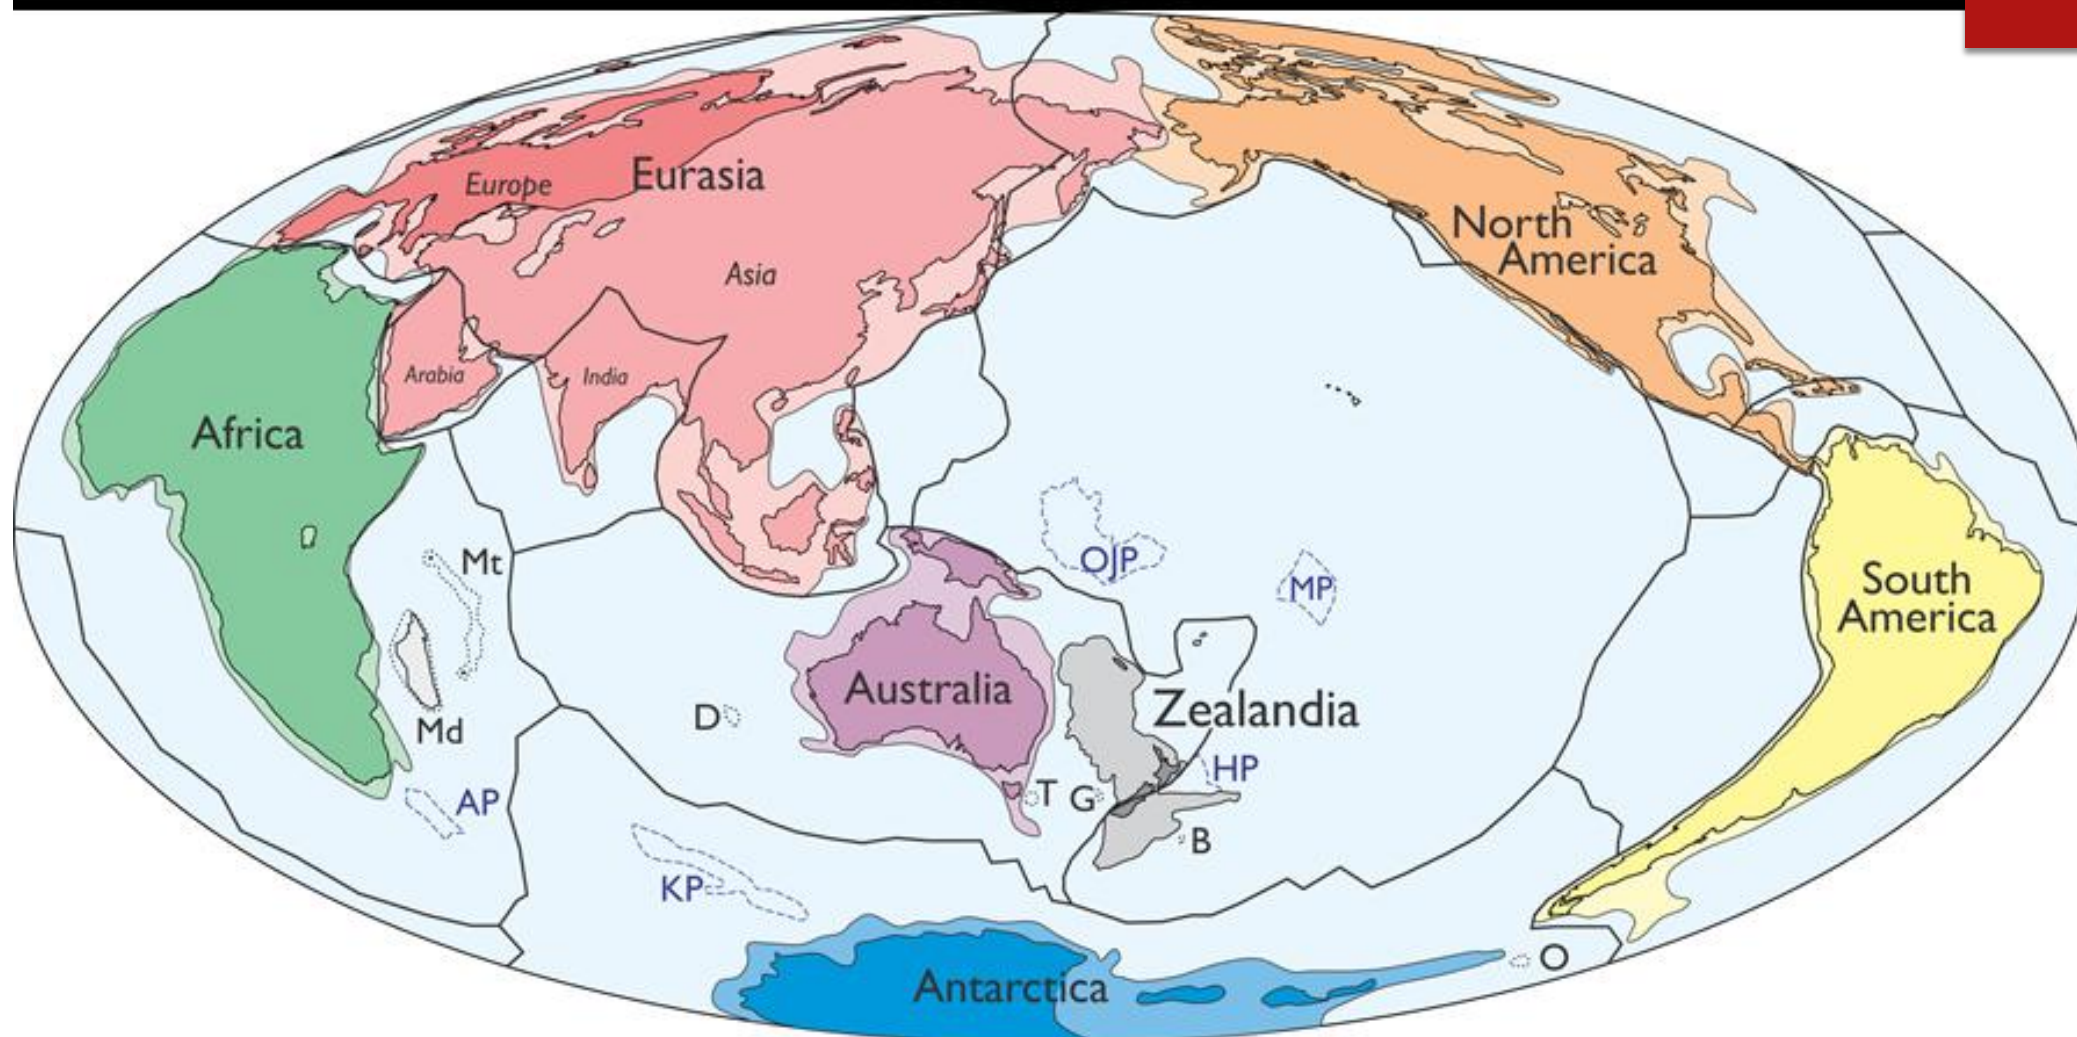 Europe
Eurasia
Asia
Arabia
India
Africa
North
America
South
America
Mt
Md
AP
KP
D
OJP
MP
Australia
Zealandia
HP
T
G
B
O
Antarctica